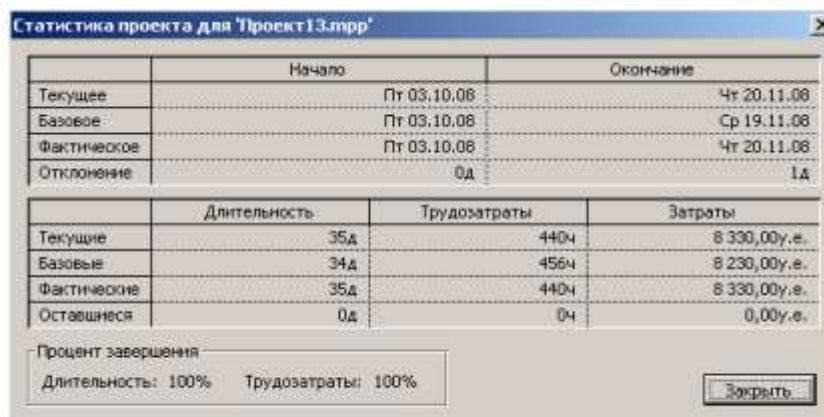 Статистика проекта для 'Проект13.mpp'
Начало Окончание
Текущее Пт 03.10.08 Чт 20.11.08
Базовое Пт 03.10.08 Ср 19.11.08
Фактическое Пт 03.10.08 Чт 20.11.08
Отклонение 0д 1д
Длительность Трудозатраты Затраты
Текущие 35д 440ч 8 330,00у.е.
Базовые 34д 456ч 8 230,00у.е.
Фактические 35д 440ч 8 330,00у.е.
Оставшиеся 0д 0ч 0,00у.е.
Процент завершения
Длительность: 100% Трудозатраты: 100%
Закрыть